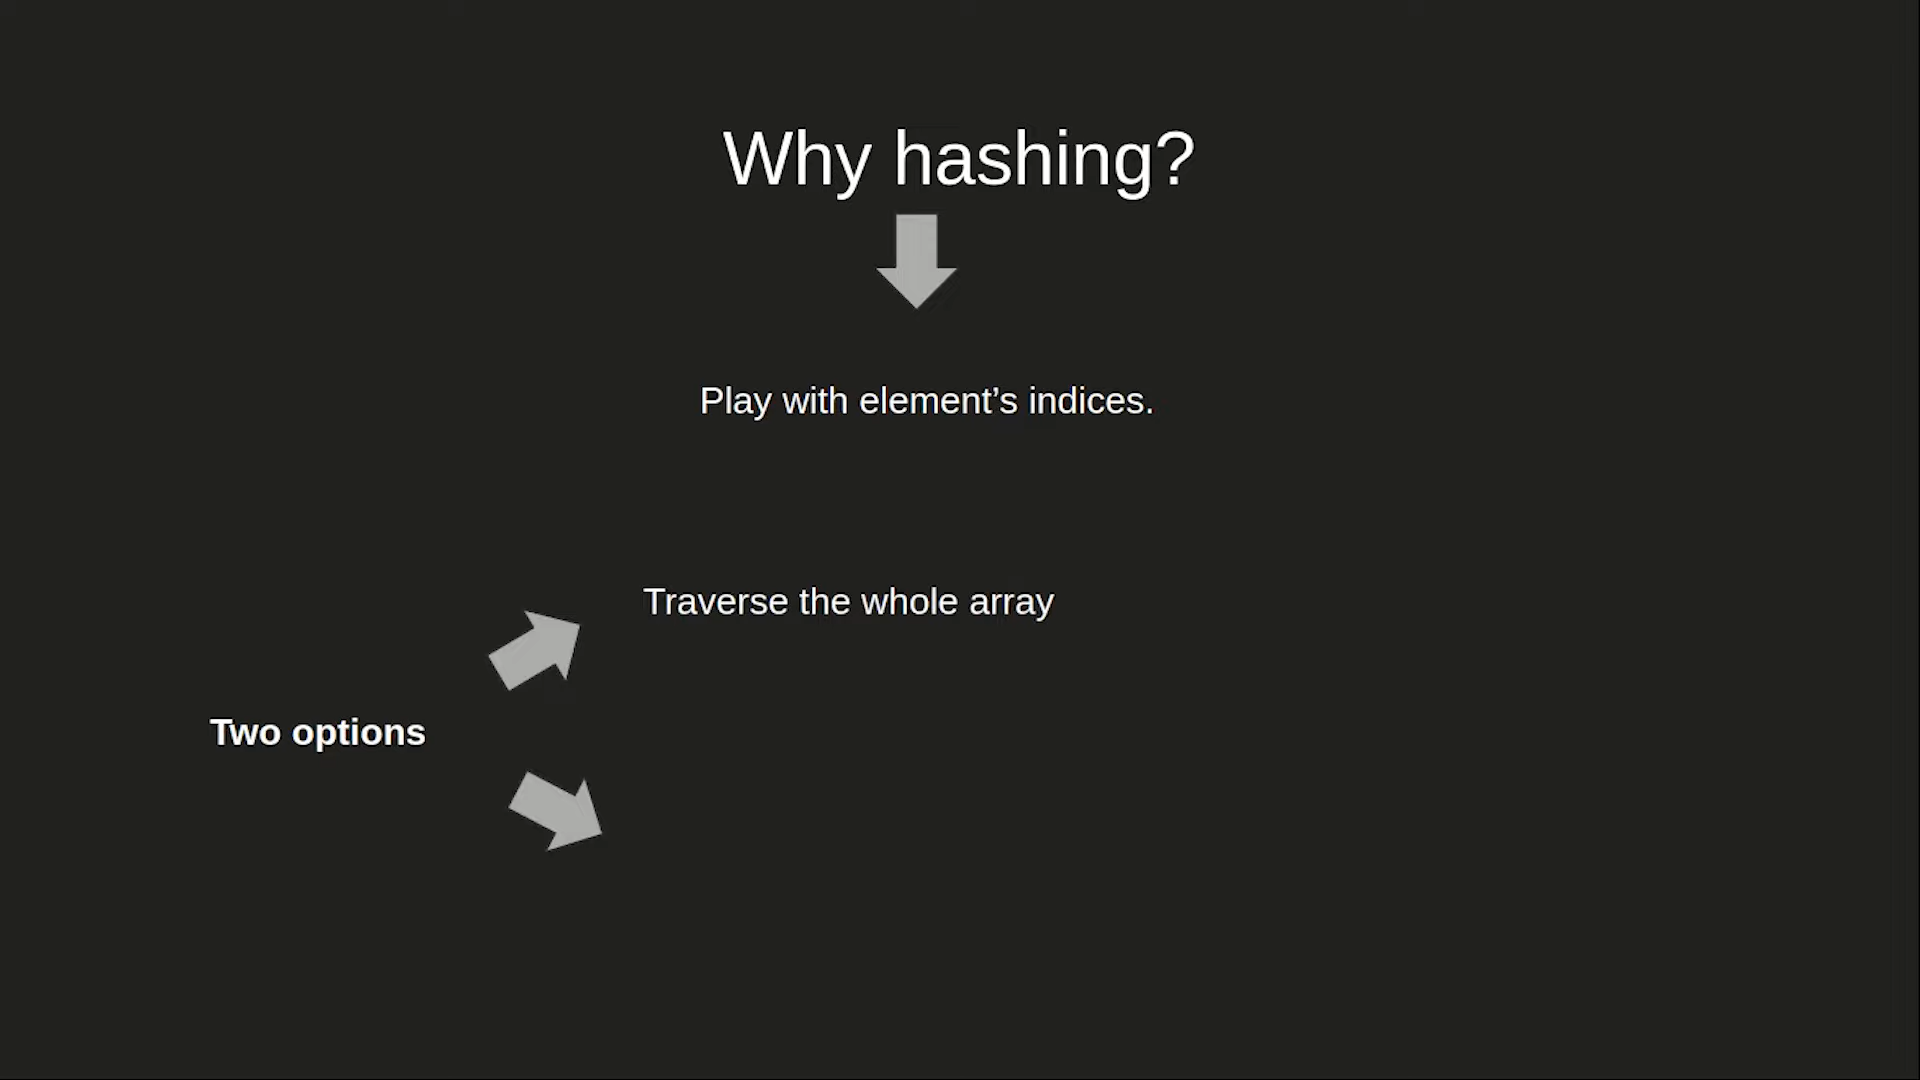 Why hashing?
Play with element’s indices.
Traverse the whole array
Two options